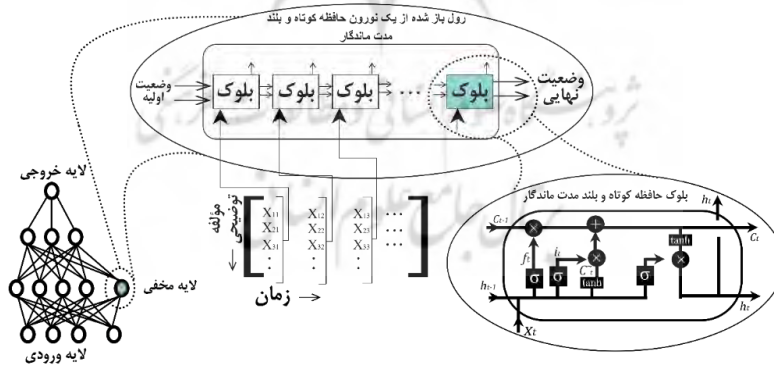 رول باز شده از یک نورون حافظه کوتاه و بلند
مدت ماندگار
وضعیت
اولیه
بلوک
بلوک
بلوک
...
بلوک
وضعیت
نهایی
لایه خروجی
لایه مخفی
لایه ورودی
مؤلفه
توضیحی
X11 X12 X13 ...
X21 X22 X23 ...
X31 X32 X33
زمان
بلوک حافظه کوتاه و بلند مدت ماندگار
ht
Ct-1
Ct
tanh
ft
it
C~t
σ
σ
tanh
σ
ht-1
ht
Xt